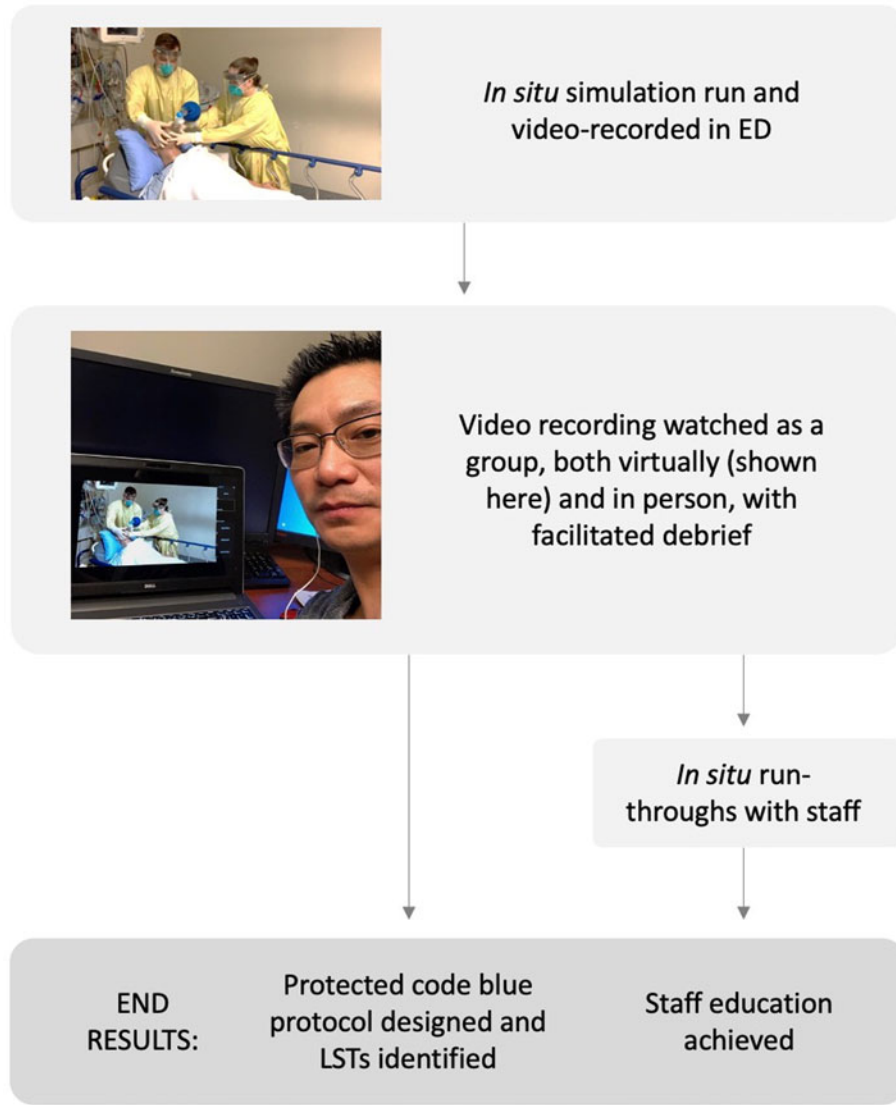 In situ simulation run and
video-recorded in ED
Video recording watched as a
group, both virtually (shown
here) and in person, with
facilitated debrief
DELL
In situ run-
throughs with staff
END
RESULTS:
Protected code blue
protocol designed and
LSTs identified
Staff education
achieved